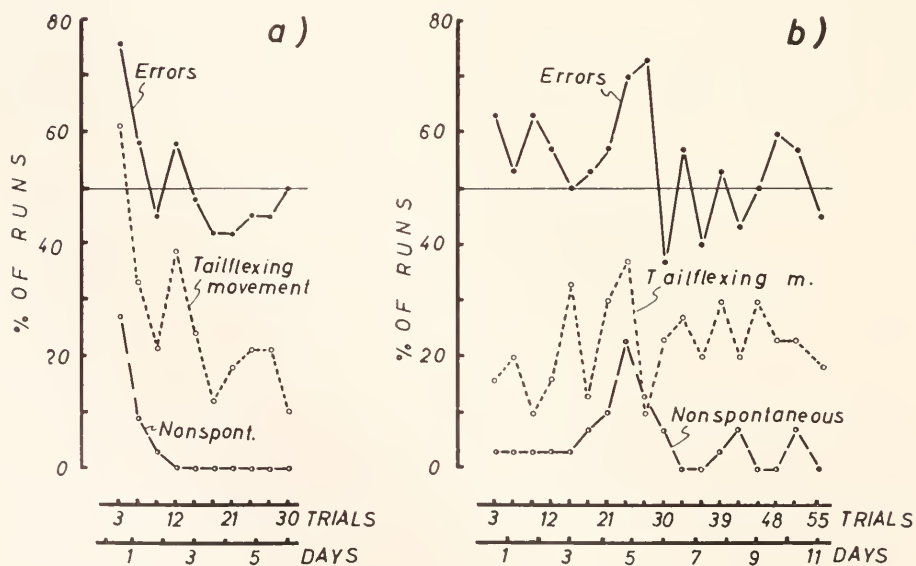 a)
80
60
40
20
0
% OF RUNS
Errors
Tailflexing
movement
Nonspont.
3 12 21 30 TRIALS
1 3 5 DAYS
b)
80
60
40
20
0
% OF RUNS
Errors
Tailflexing m.
Nonspontaneous
3 12 21 30 39 48 55 TRIALS
1 3 5 7 9 11 DAYS